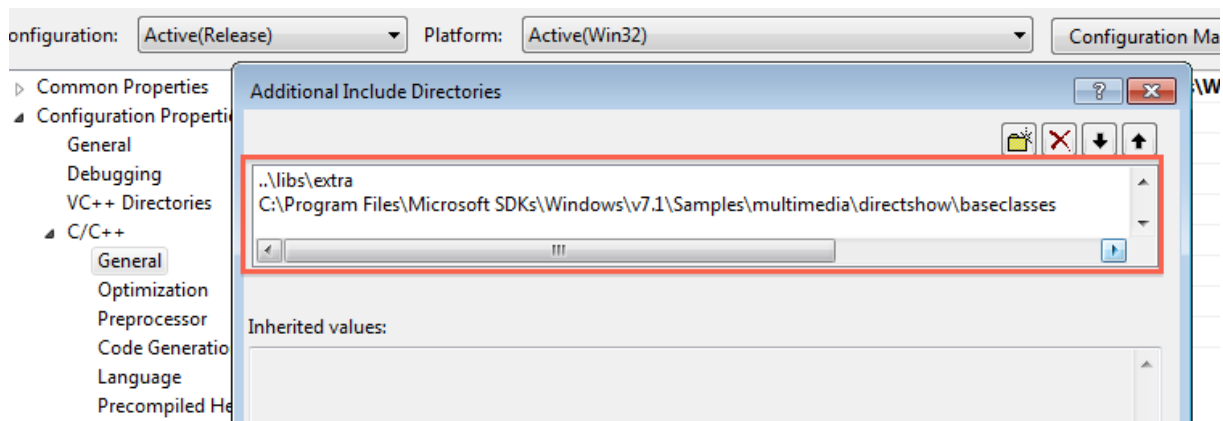 onfiguration: Active(Release) Platform: Active(Win32) Configuration Ma
Common Properties
Configuration Properti
General
Debugging
VC++ Directories
C/C++
General
Optimization
Preprocessor
Code Generatio
Language
Precompiled He
Additional Include Directories
?
\W
..\libs\extra
C:\Program Files\Microsoft SDKs\Windows\v7.1\Samples\multimedia\directshow\baseclasses
Inherited values: